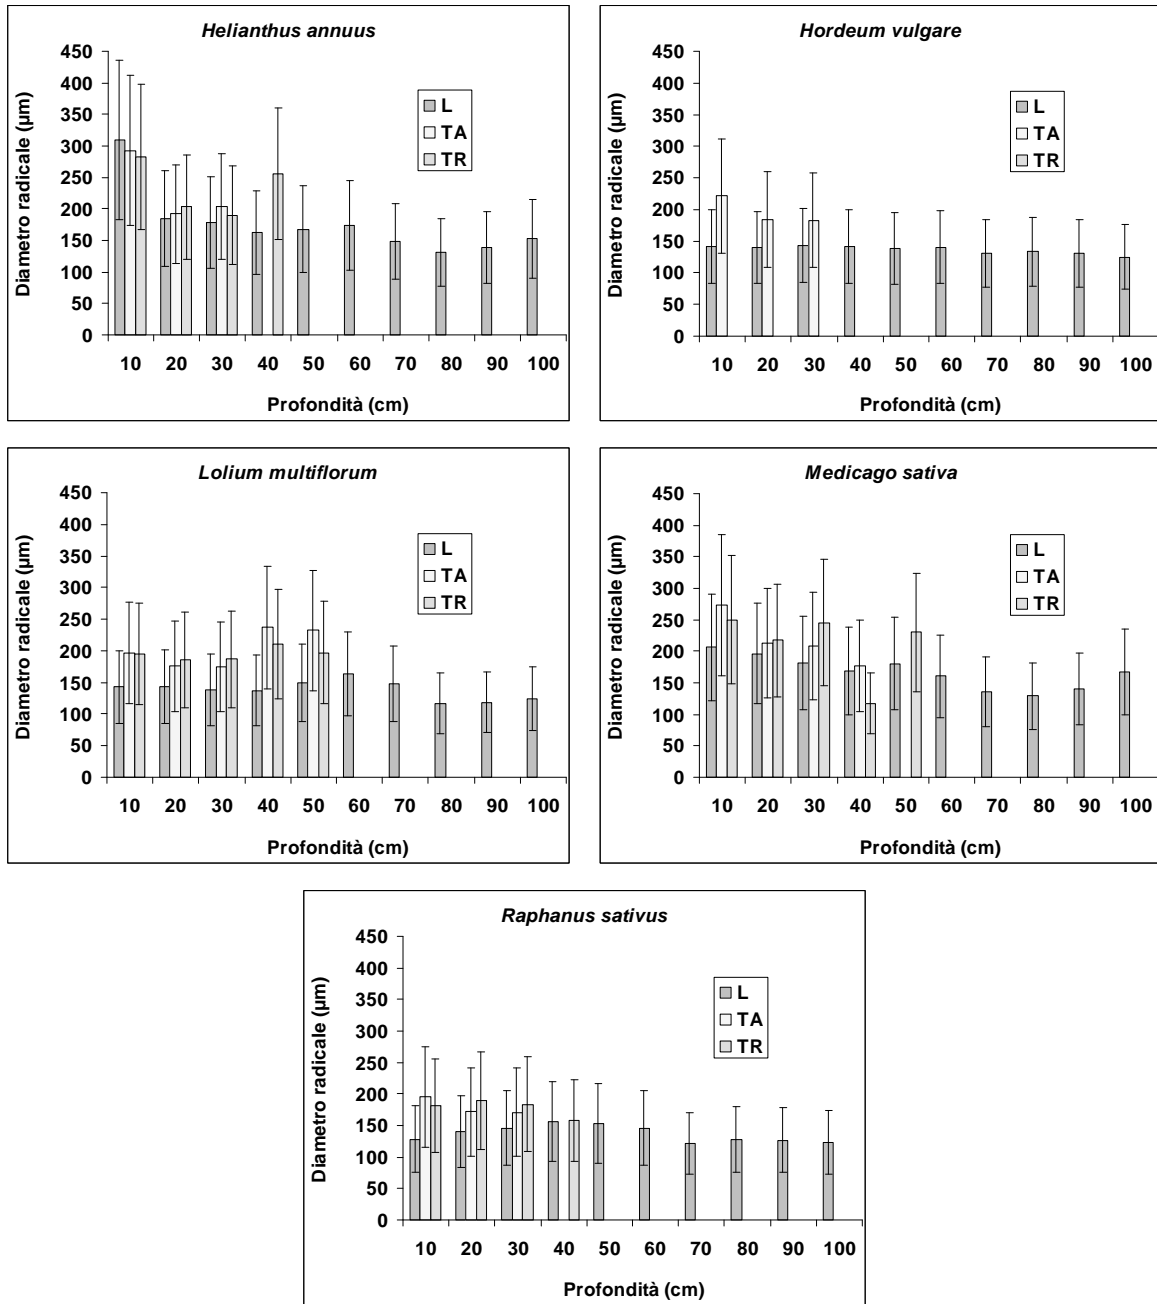 Helianthus annuus
Diametro radicale (µm)
450
400
350
300
250
200
150
100
50
0
L
TA
TR
10 20 30 40 50 60 70 80 90 100
Profondità (cm)
Hordeum vulgare
Diametro radicale (µm)
450
400
350
300
250
200
150
100
50
0
L
TA
TR
10 20 30 40 50 60 70 80 90 100
Profondità (cm)
Lolium multiflorum
Diametro radicale (µm)
450
400
350
300
250
200
150
100
50
0
L
TA
TR
10 20 30 40 50 60 70 80 90 100
Profondità (cm)
Medicago sativa
Diametro radicale (µm)
450
400
350
300
250
200
150
100
50
0
L
TA
TR
10 20 30 40 50 60 70 80 90 100
Profondità (cm)
Raphanus sativus
Diametro radicale (µm)
450
400
350
300
250
200
150
100
50
0
L
TA
TR
10 20 30 40 50 60 70 80 90 100
Profondità (cm)